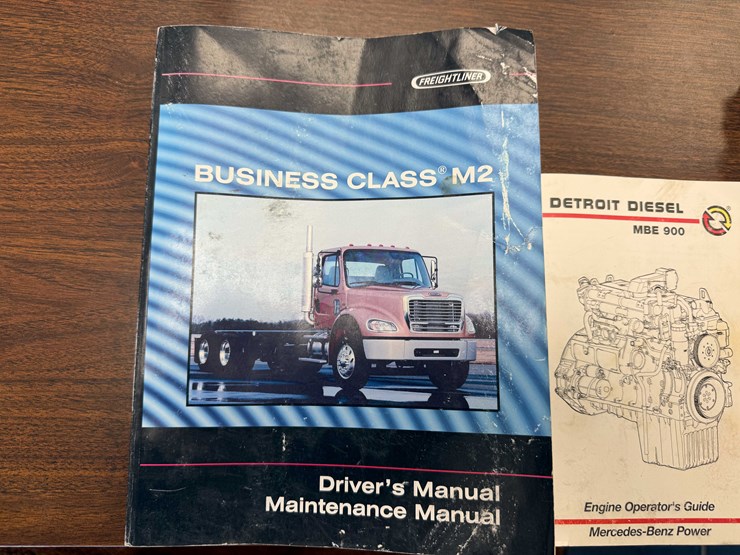 FREIGHTLINER
BUSINESS CLASS® M2
Driver's Manual
Maintenance Manual
DETROIT DIESEL
®
MBE 900
Engine Operator's Guide
Mercedes-Benz Power